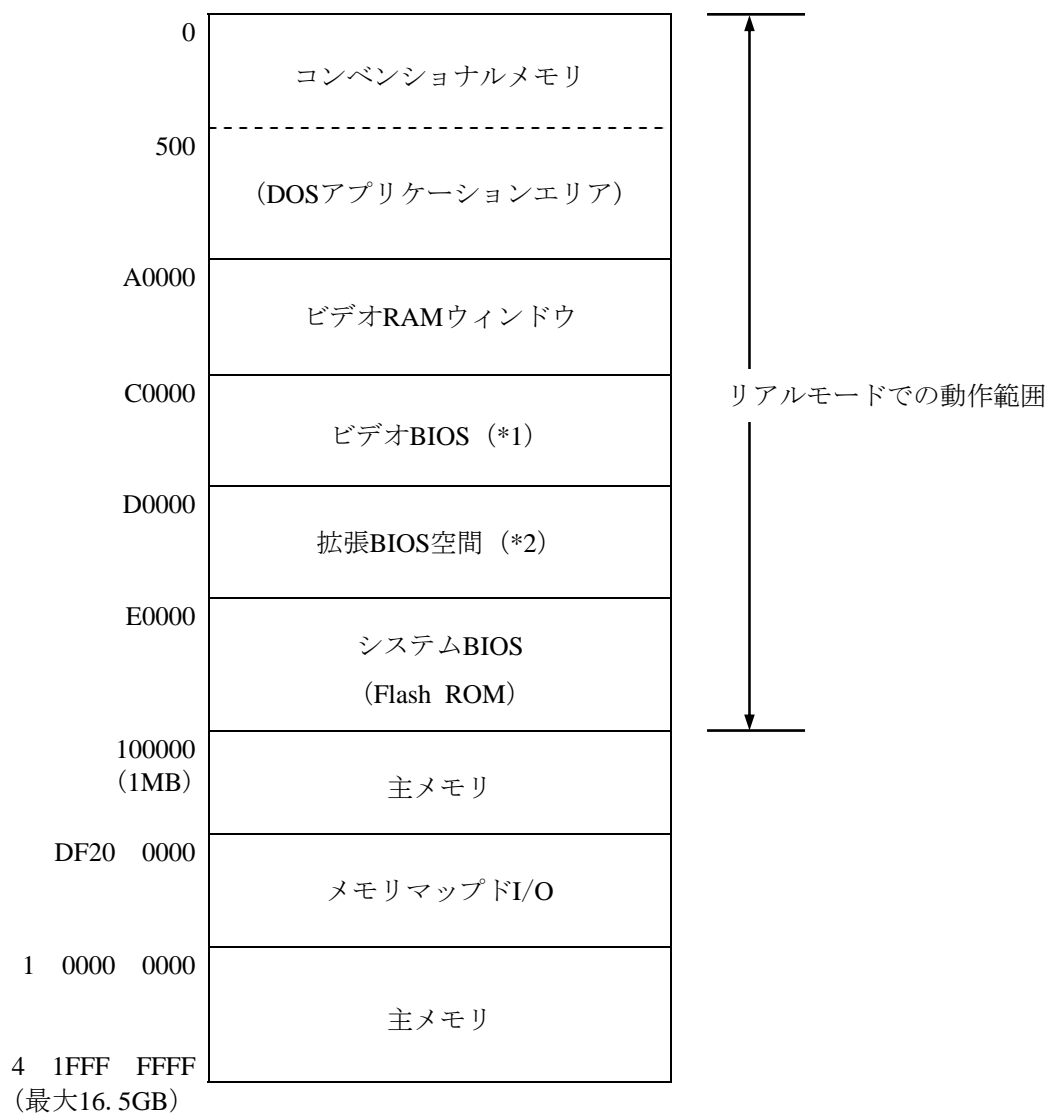 0
コンベンショナルメモリ
500
(DOSアプリケーションエリア)
A0000
ビデオRAMウィンドウ
C0000
リアルモードでの動作範囲
ビデオBIOS (*1)
D0000
拡張BIOS空間 (*2)
E0000
システムBIOS
(Flash ROM)
100000
(1MB)
主メモリ
DF20 0000
メモリマップドI/O
1 0000 0000
主メモリ
4 1FFF FFFF
(最大16.5GB)